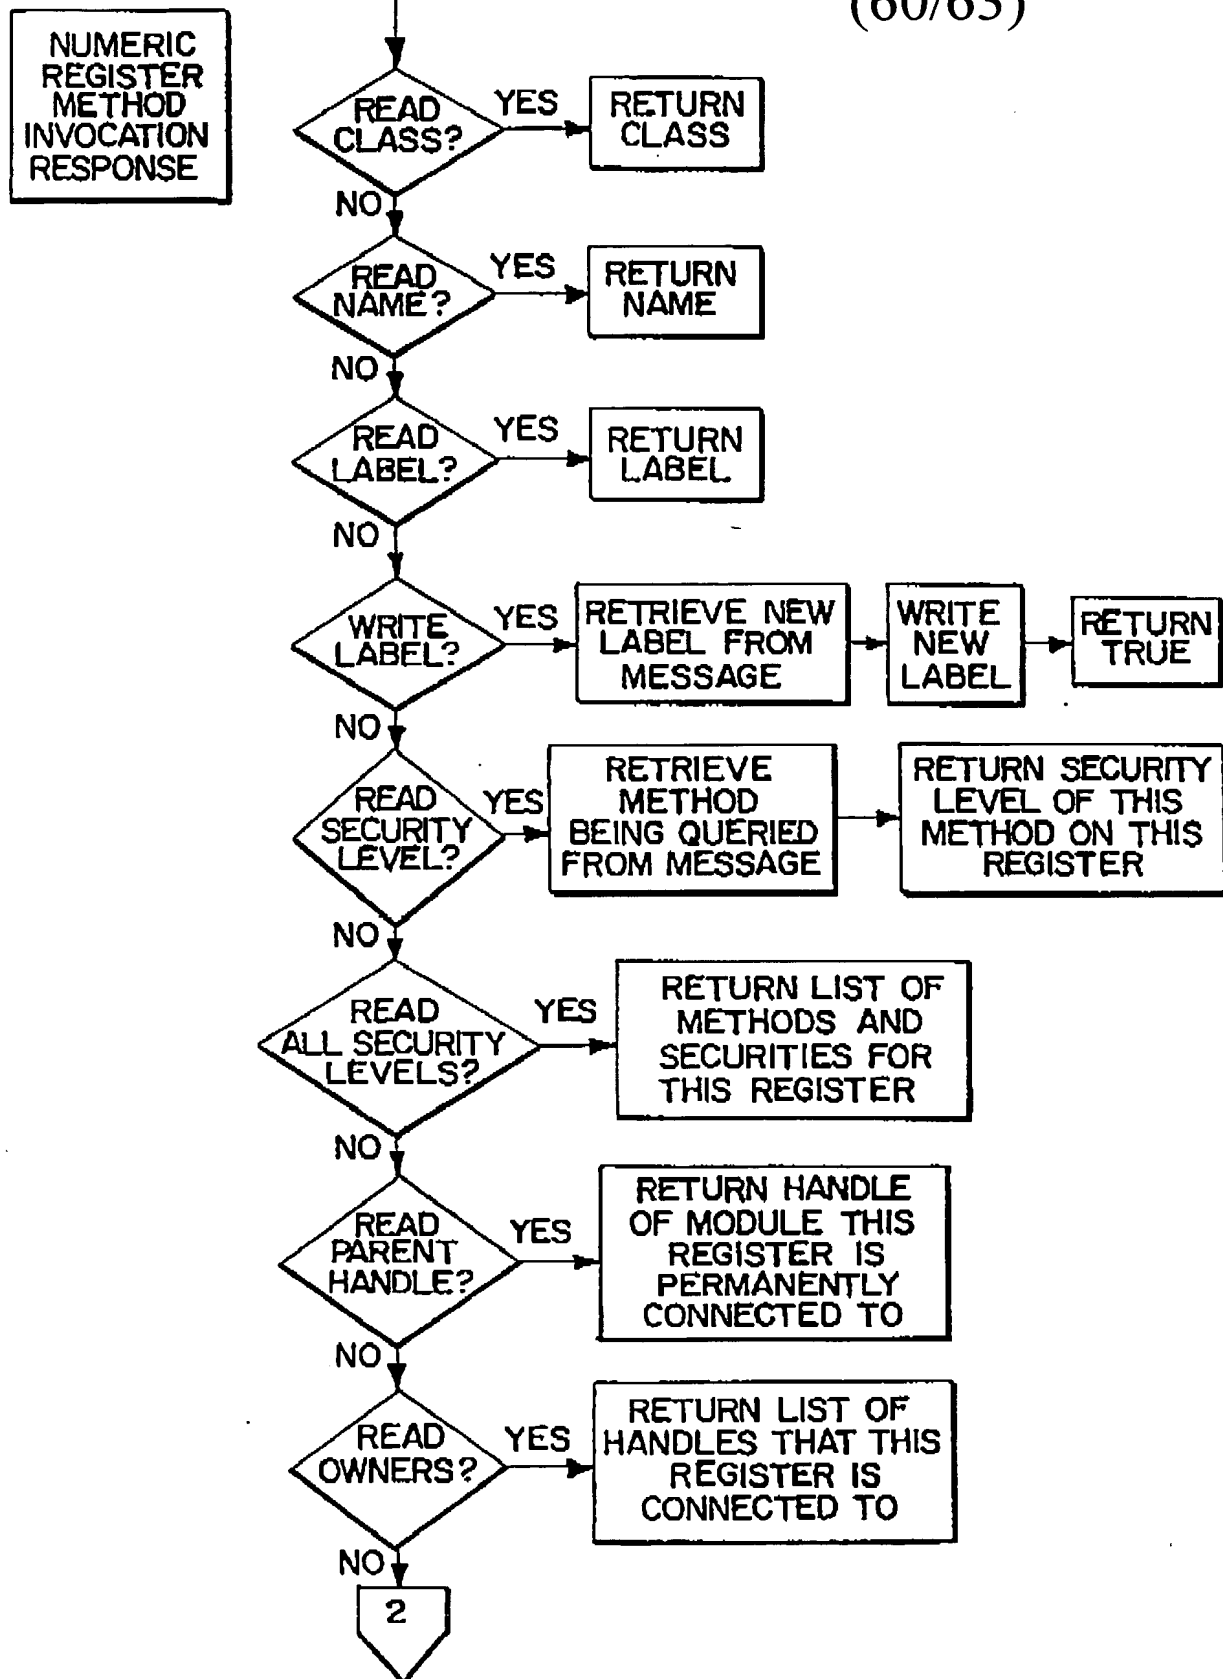 (60/63)
NUMERIC
REGISTER
METHOD
INVOCATION
RESPONSE
READ
CLASS?
YES
RETURN
CLASS
NO
READ
NAME?
YES
RETURN
NAME
NO
READ
LABEL?
YES
RETURN
LABEL
NO
WRITE
LABEL?
YES
RETRIEVE NEW
LABEL FROM
MESSAGE
WRITE
NEW
LABEL
RETURN
TRUE
NO
READ
SECURITY
LEVEL?
YES
RETRIEVE
METHOD
BEING QUERIED
FROM MESSAGE
RETURN SECURITY
LEVEL OF THIS
METHOD ON THIS
REGISTER
NO
READ
ALL SECURITY
LEVELS?
YES
RETURN LIST OF
METHODS AND
SECURITIES FOR
THIS REGISTER
NO
READ
PARENT
HANDLE?
YES
RETURN HANDLE
OF MODULE THIS
REGISTER IS
PERMANENTLY
CONNECTED TO
NO
READ
OWNERS?
YES
RETURN LIST OF
HANDLES THAT THIS
REGISTER IS
CONNECTED TO
NO
2